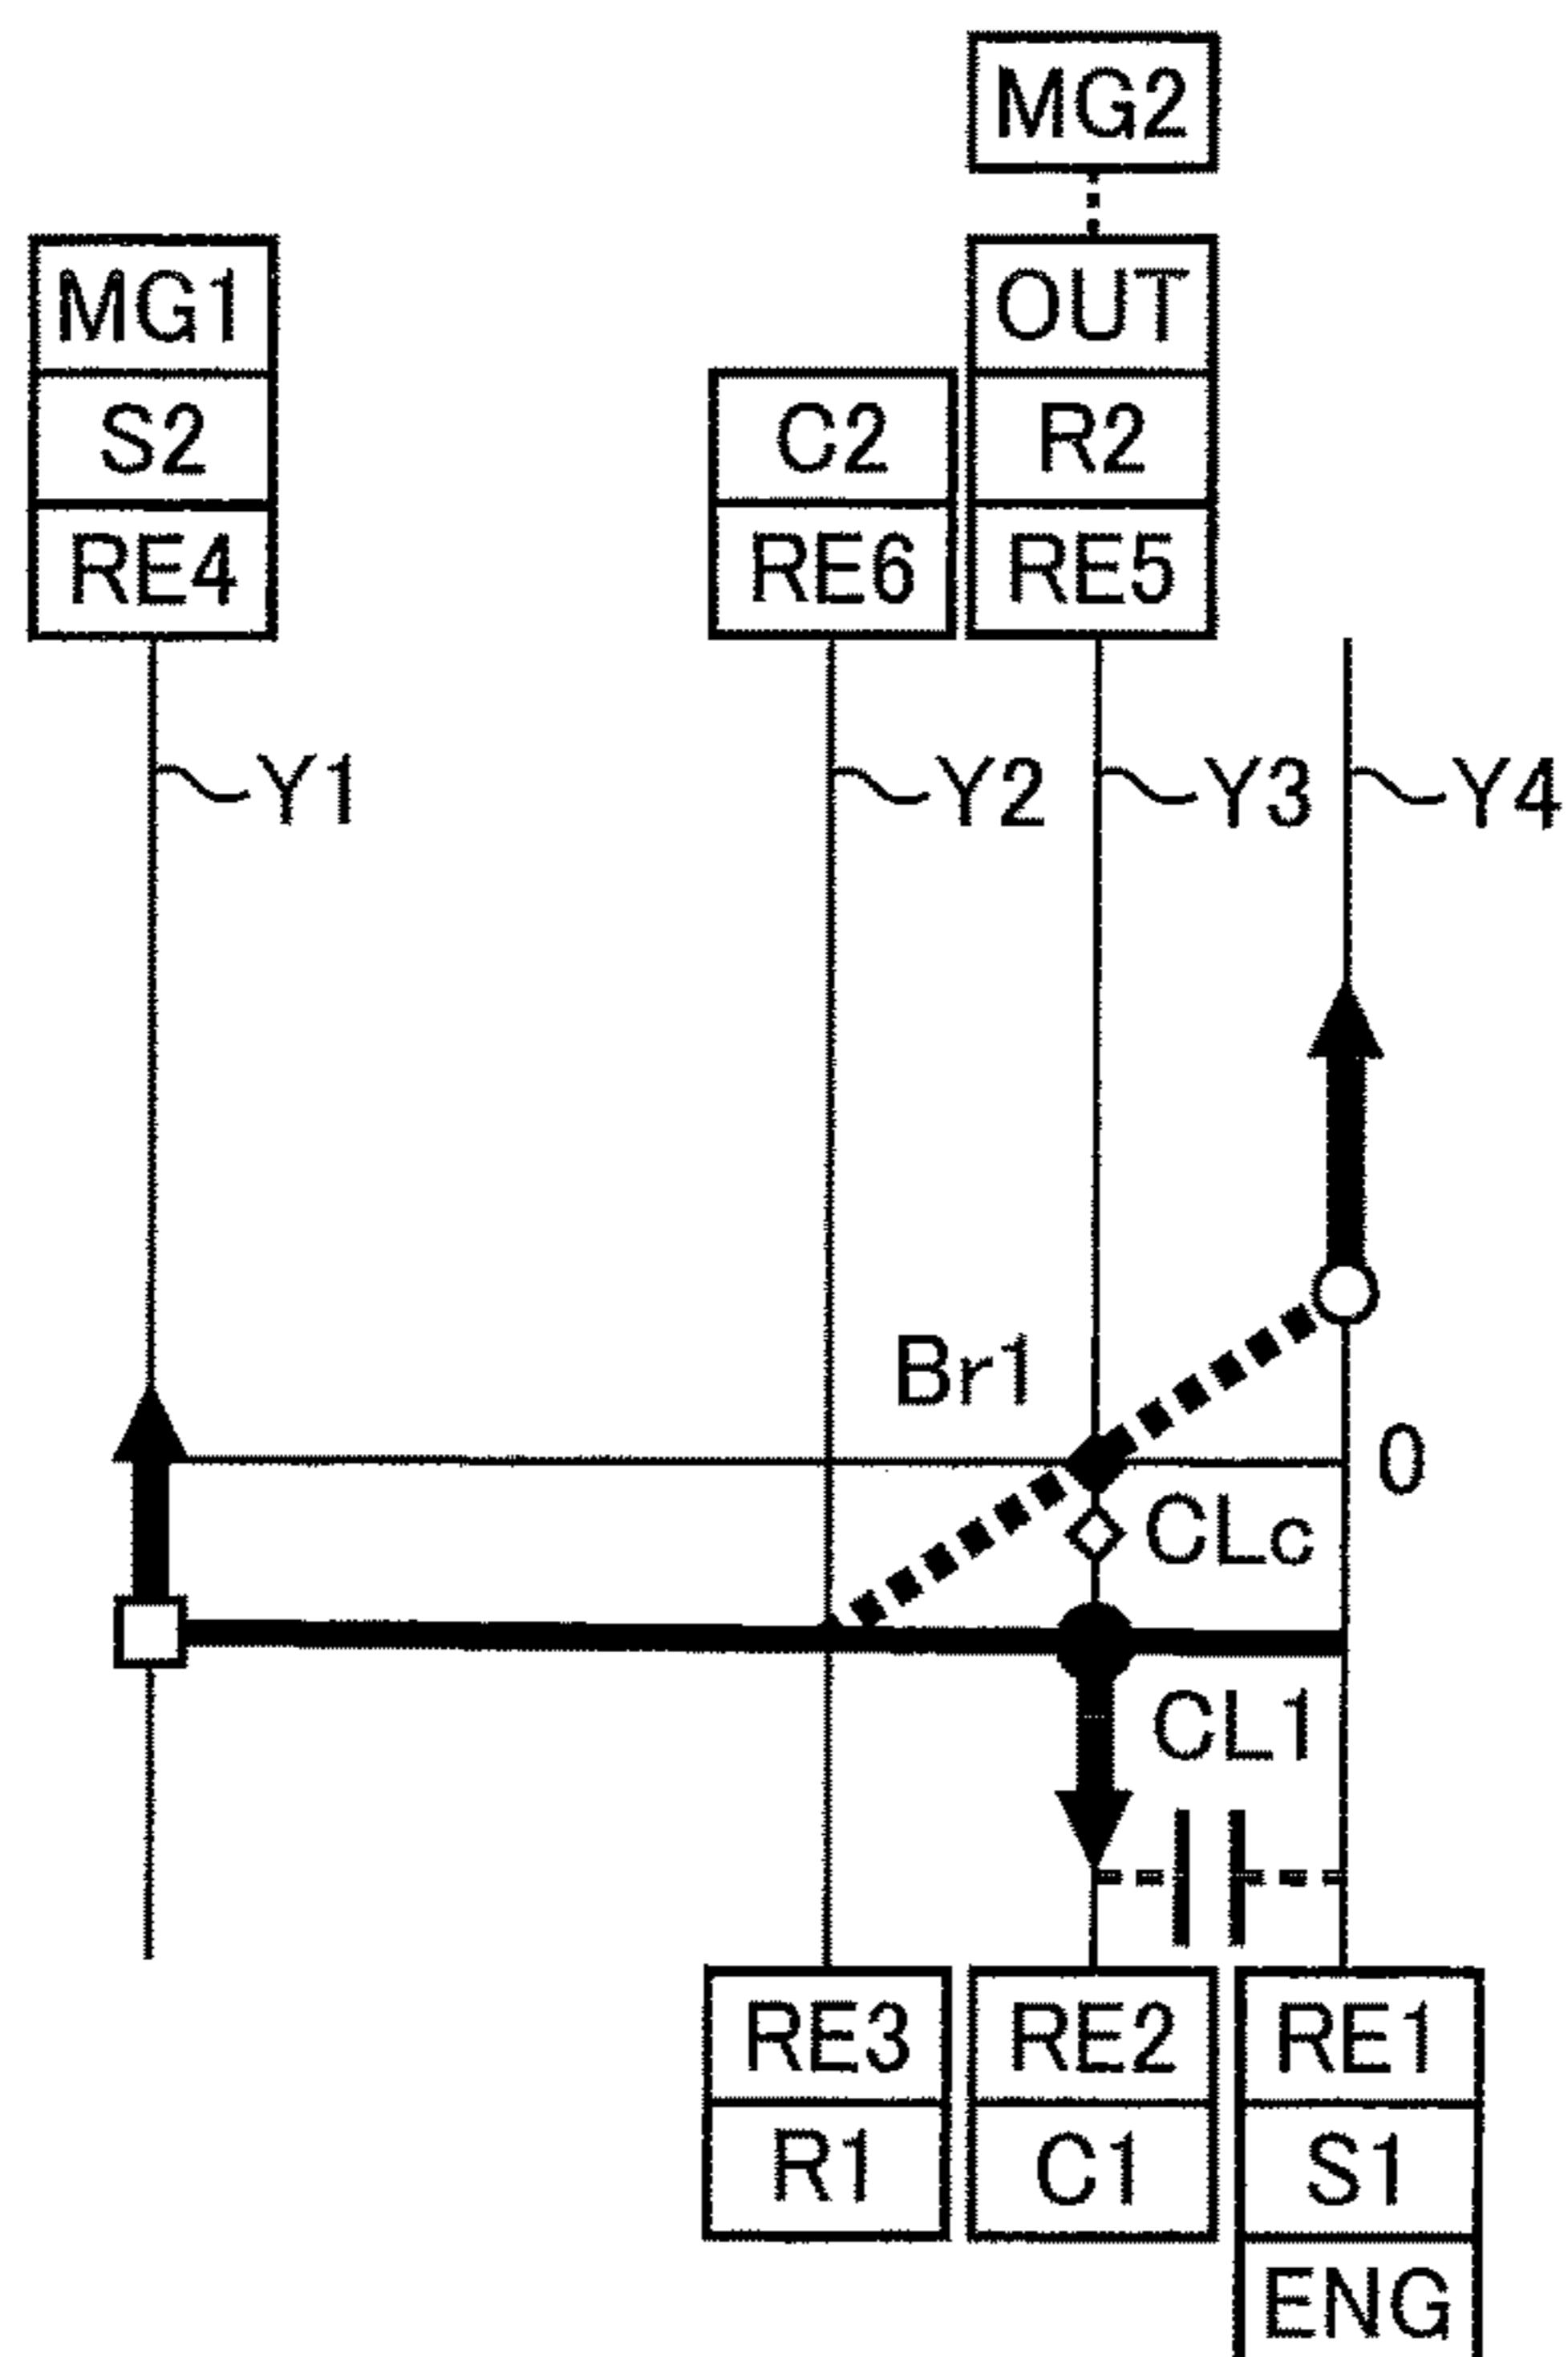 MG2
MG1
OUT
S2
C2
R2
RE4
RE6
RE5
Y1
Y2
Y3
Y4
Br1
0
CLc
CL1
RE3
RE2
RE1
R1
C1
S1
ENG